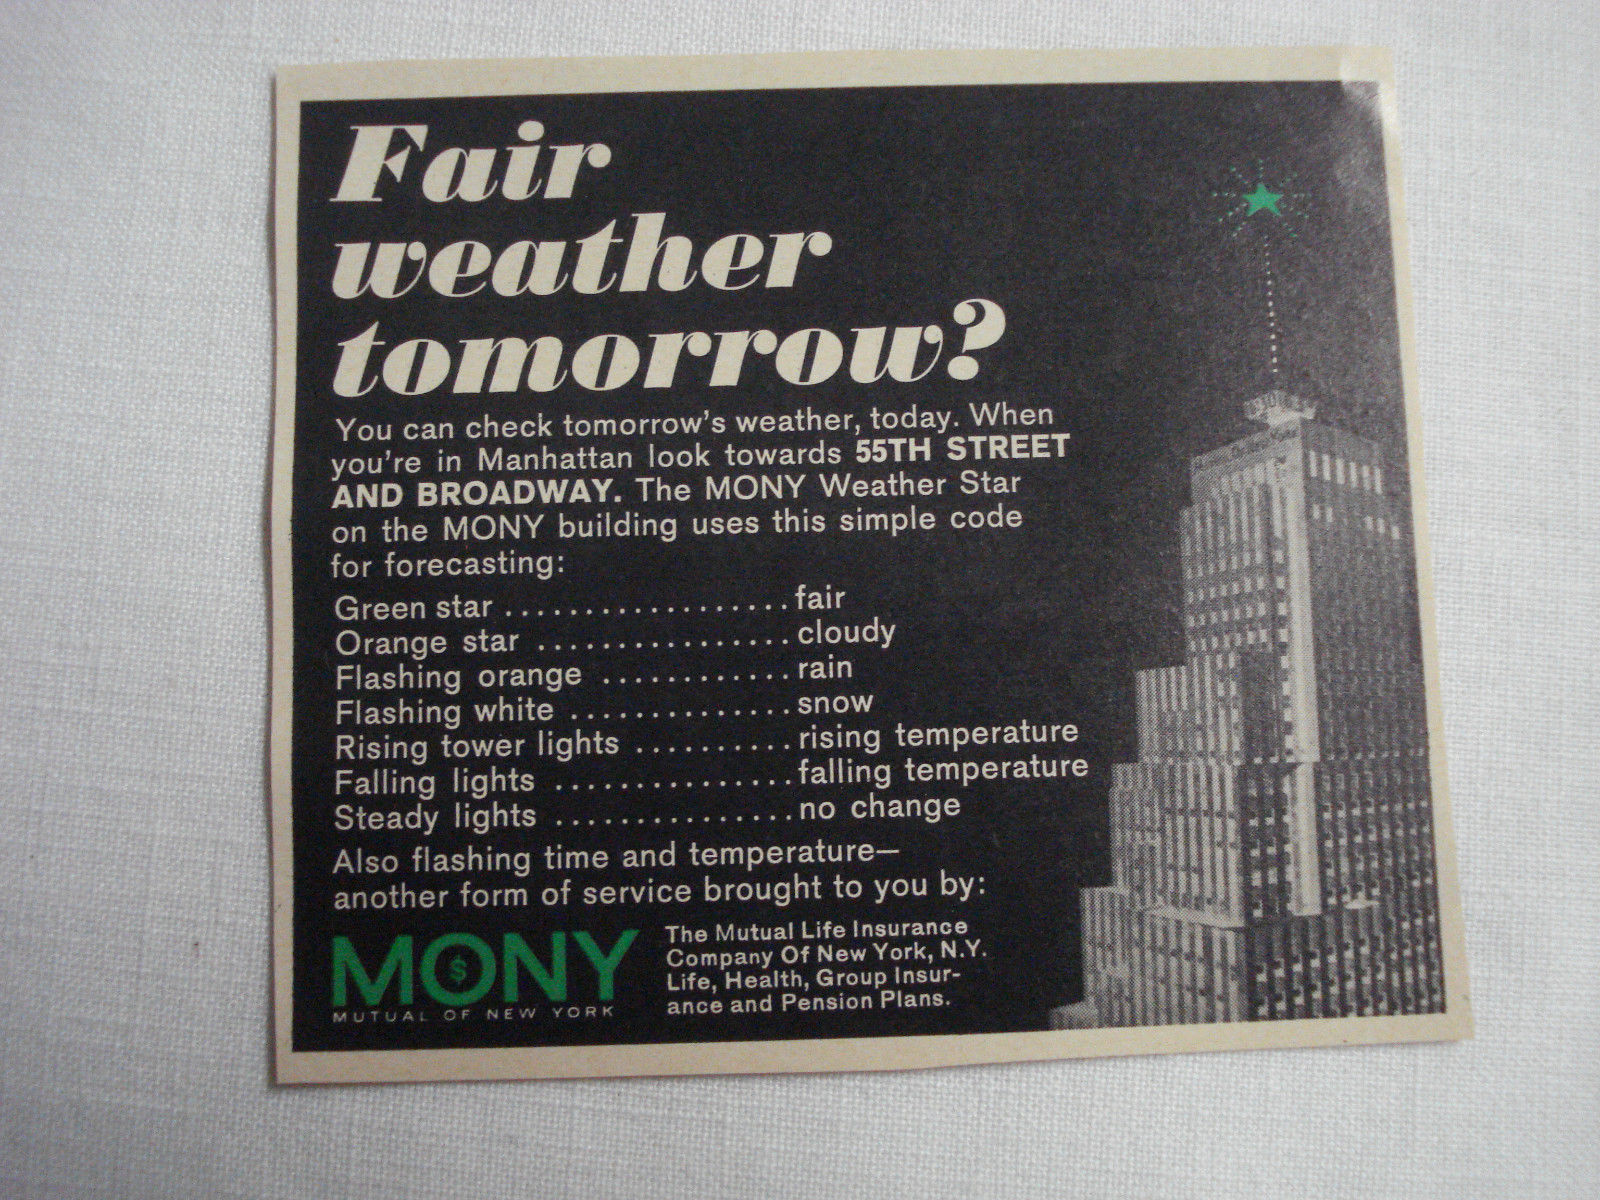 Fair
weather
tomorrow?
You can check tomorrow's weather, today. When
you're in Manhattan look towards 55TH STREET
AND BROADWAY. The MONY Weather Star
on the MONY building uses this simple code
for forecasting:
Green star .................. fair
Orange star ................ cloudy
Flashing orange ............ rain
Flashing white .............. snow
Rising tower lights .......... rising temperature
Falling lights .............. falling temperature
Steady lights ............... no change
Also flashing time and temperature—
another form of service brought to you by:
MONY
$
MUTUAL OF NEW YORK
The Mutual Life Insurance
Company Of New York, N.Y.
Life, Health, Group Insur-
ance and Pension Plans.